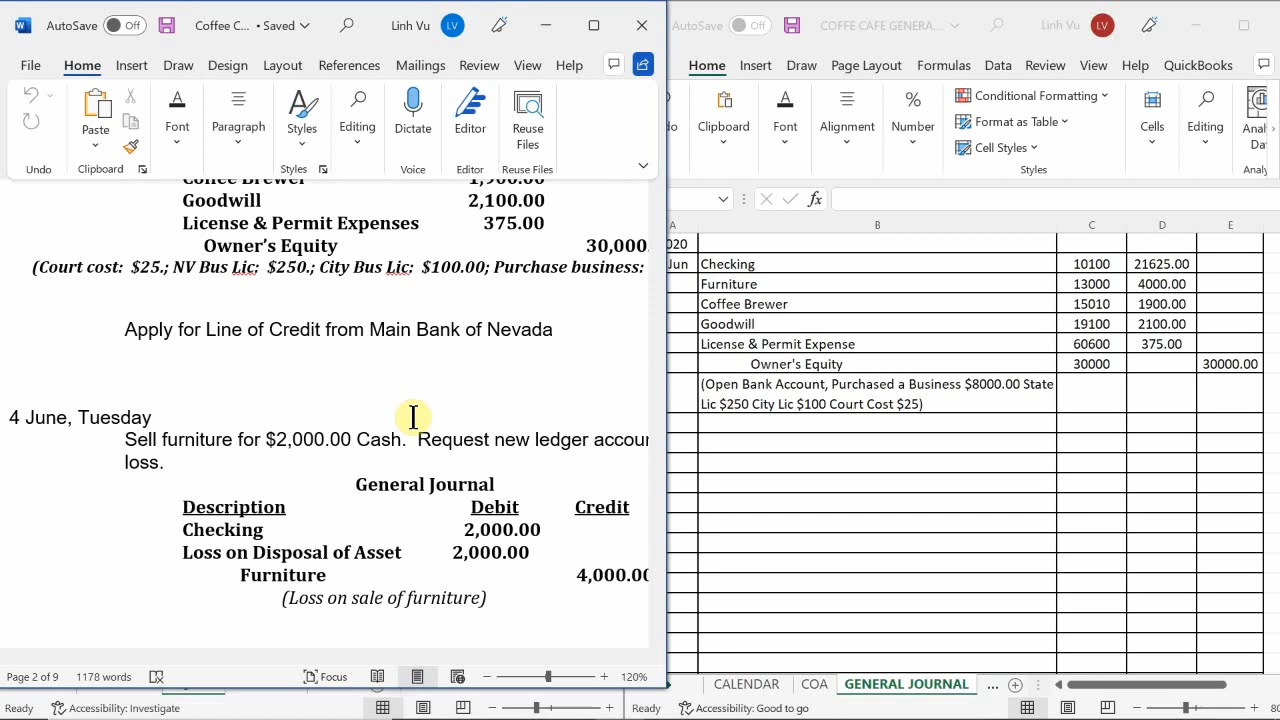 AutoSave Off Coffee C... • Saved Linh Vu LV
File Home Insert Draw Design Layout References Mailings Review View Help
Paste Font Paragraph Styles Editing Dictate Editor Reuse Files
Undo Clipboard Styles Voice Editor Reuse Files
Coffee Brewer 1,900.00
Goodwill 2,100.00
License & Permit Expenses 375.00
Owner's Equity 30,000.
(Court cost: $25.; NV Bus Lic: $250.; City Bus Lic: $100.00; Purchase business:
Apply for Line of Credit from Main Bank of Nevada
4 June, Tuesday
Sell furniture for $2,000.00 Cash. Request new ledger accoun
loss.
General Journal
Description Debit Credit
Checking 2,000.00
Loss on Disposal of Asset 2,000.00
Furniture 4,000.00
(Loss on sale of furniture)
Page 2 of 9 1178 words Focus 120%
Ready Accessibility: Investigate
AutoSave Off COFFE CAFE GENERA... Linh Vu LV
Home Insert Draw Page Layout Formulas Data Review View Help QuickBooks
Clipboard Font Alignment Number
Conditional Formatting
Format as Table
Cell Styles
Styles
Cells Editing
fx
A B C D E
020
Jun Checking 10100 21625.00
Furniture 13000 4000.00
Coffee Brewer 15010 1900.00
Goodwill 19100 2100.00
License & Permit Expense 60600 375.00
Owner's Equity 30000 30000.00
(Open Bank Account, Purchased a Business $8000.00 State
Lic $250 City Lic $100 Court Cost $25)
CALENDAR COA GENERAL JOURNAL ...
Ready Accessibility: Good to go